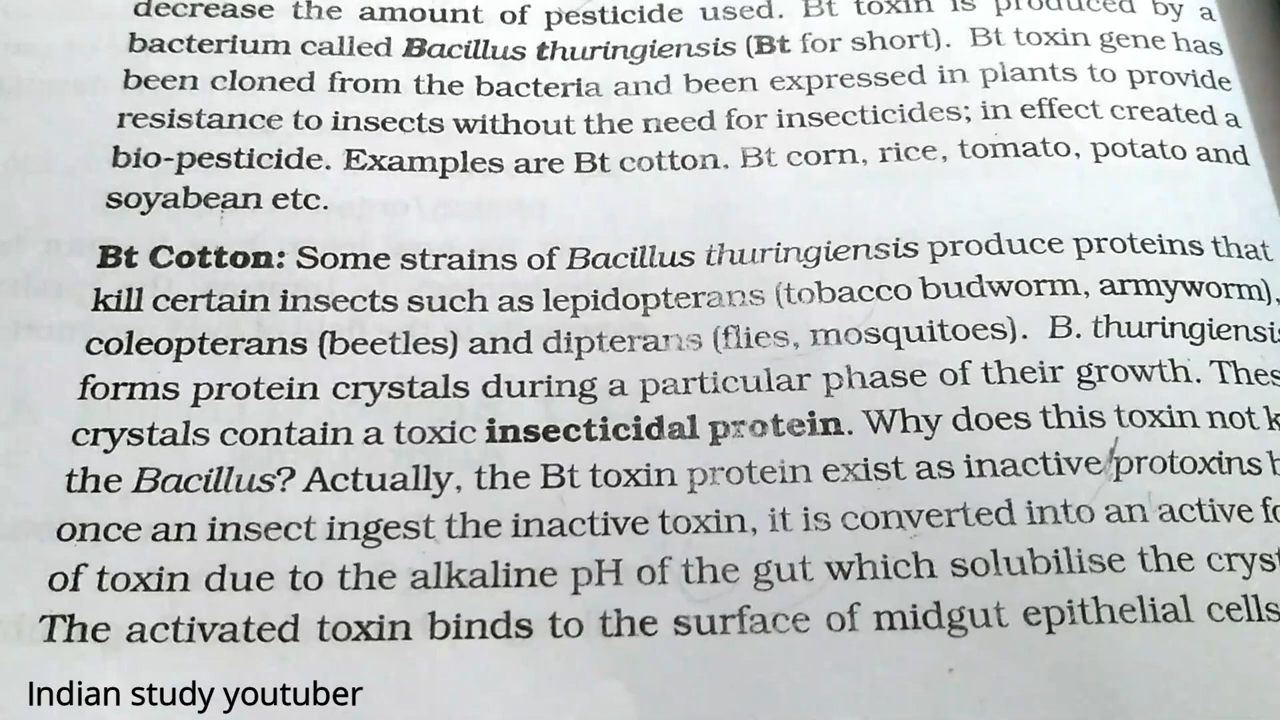 decrease the amount of pesticide used. Bt toxin is produced by a
bacterium called Bacillus thuringiensis (Bt for short). Bt toxin gene has
been cloned from the bacteria and been expressed in plants to provide
resistance to insects without the need for insecticides; in effect created a
bio-pesticide. Examples are Bt cotton. Bt corn, rice, tomato, potato and
soyabean etc.
Bt Cotton: Some strains of Bacillus thuringiensis produce proteins that
kill certain insects such as lepidopterans (tobacco budworm, armyworm),
coleopterans (beetles) and dipterans (flies, mosquitoes). B.
forms protein crystals during a particular phase of their growth.
crystals contain a toxic insecticidal protein. Why does this toxin not
the Bacillus? Actually, the Bt toxin protein exist as inactive protoxins
once an insect ingest the inactive toxin, it is converted into an active
of toxin due to the alkaline pH of the gut which solubilise the
The activated toxin binds to the surface of midgut epithelial cells
Indian study youtuber